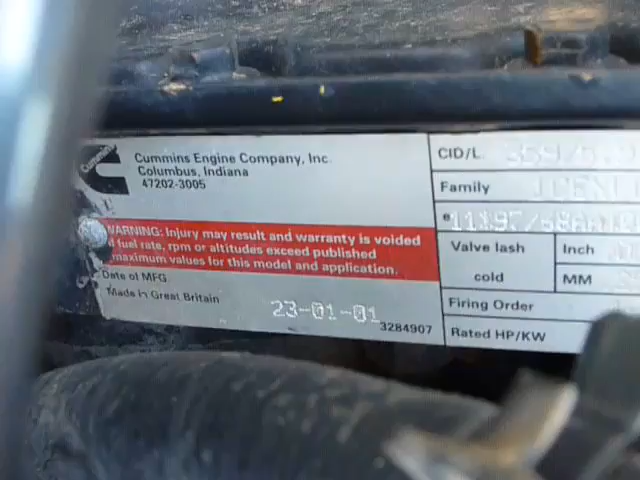 Cummins
Cummins Engine Company, Inc.
Columbus, Indiana
47202-3005
WARNING: Injury may result and warranty is voided
if fuel rate, rpm or altitudes exceed published
maximum values for this model and application.
Date of MFG.
Made in Great Britain
23-01-01
3284907
CID/L.
Family
e
Valve lash
cold
Inch
MM
Firing Order
Rated HP/KW